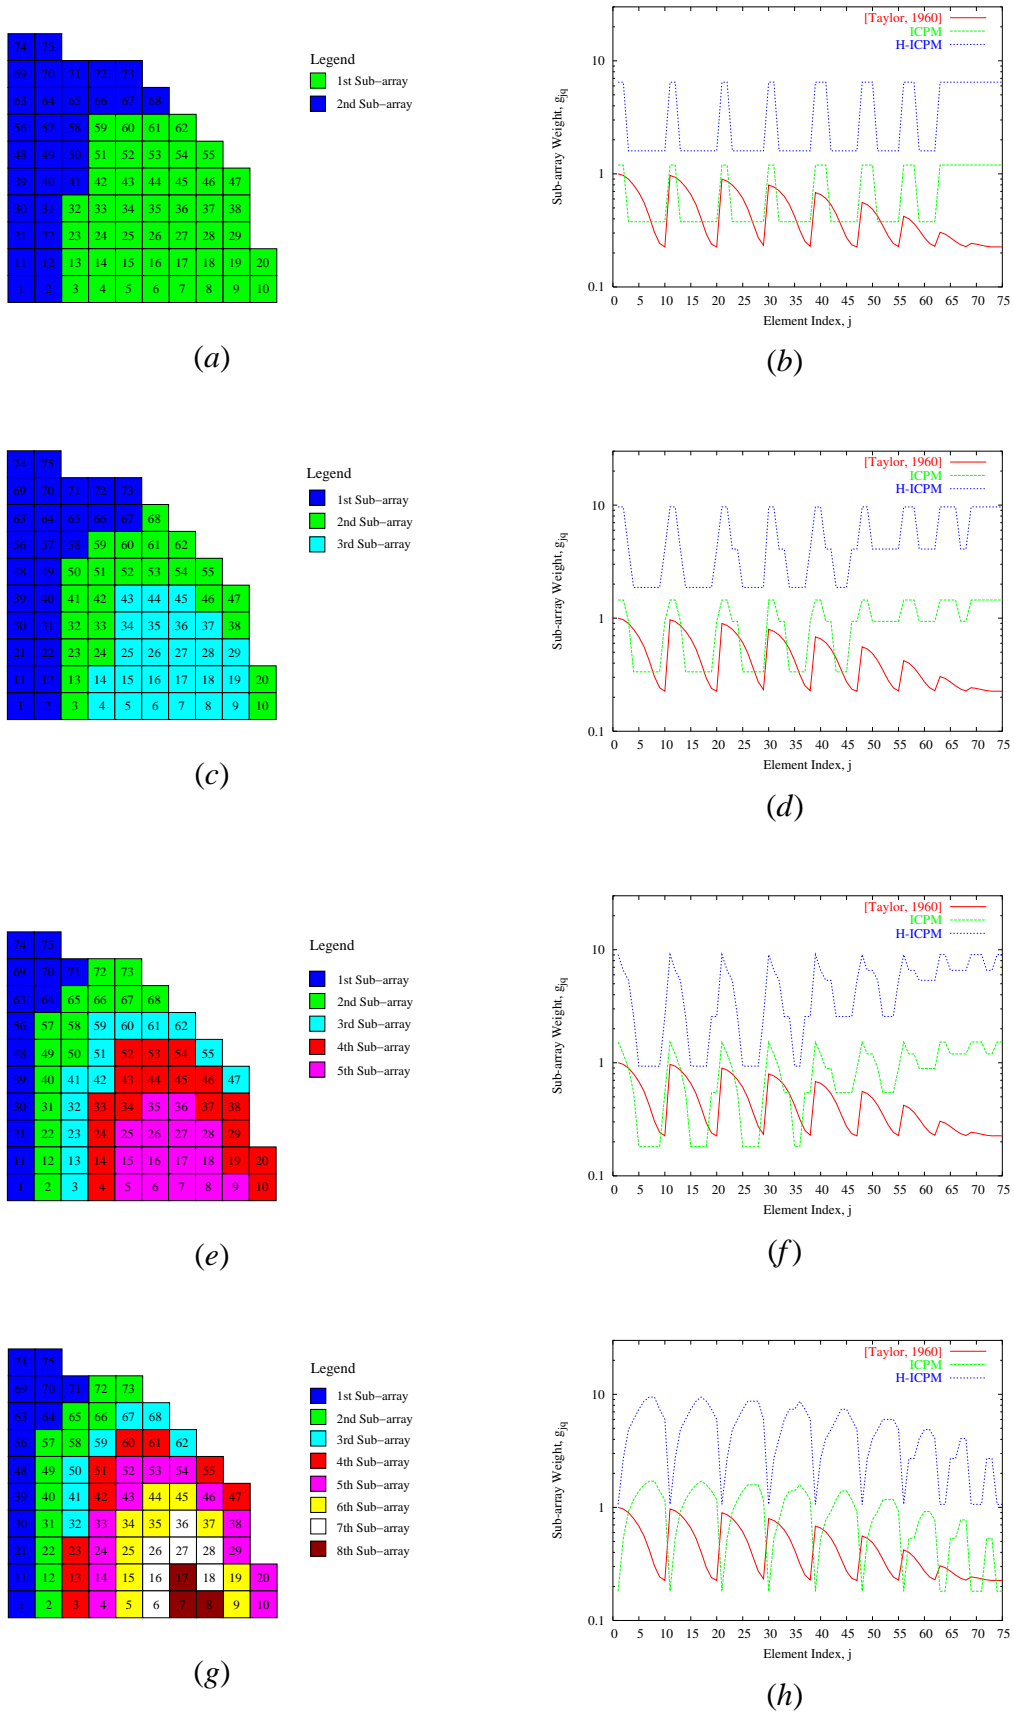 74 75
69 70 71 72 73
63 64 65 66 67 68
56 57 58 59 60 61 62
48 49 50 51 52 53 54 55
39 40 41 42 43 44 45 46 47
30 31 32 33 34 35 36 37 38
21 22 23 24 25 26 27 28 29
11 12 13 14 15 16 17 18 19 20
1 2 3 4 5 6 7 8 9 10
Legend
1st Sub-array
2nd Sub-array
(a)
[Taylor, 1960]
ICPM
H-ICPM
10
1
0.1
Sub-array Weight, g_jq
0 5 10 15 20 25 30 35 40 45 50 55 60 65 70 75
Element Index, j
(b)
74 75
69 70 71 72 73
63 64 65 66 67 68
56 57 58 59 60 61 62
48 49 50 51 52 53 54 55
39 40 41 42 43 44 45 46 47
30 31 32 33 34 35 36 37 38
21 22 23 24 25 26 27 28 29
11 12 13 14 15 16 17 18 19 20
1 2 3 4 5 6 7 8 9 10
Legend
1st Sub-array
2nd Sub-array
3rd Sub-array
(c)
[Taylor, 1960]
ICPM
H-ICPM
10
1
0.1
Sub-array Weight, g_jq
0 5 10 15 20 25 30 35 40 45 50 55 60 65 70 75
Element Index, j
(d)
74 75
69 70 71 72 73
63 64 65 66 67 68
56 57 58 59 60 61 62
48 49 50 51 52 53 54 55
39 40 41 42 43 44 45 46 47
30 31 32 33 34 35 36 37 38
21 22 23 24 25 26 27 28 29
11 12 13 14 15 16 17 18 19 20
1 2 3 4 5 6 7 8 9 10
Legend
1st Sub-array
2nd Sub-array
3rd Sub-array
4th Sub-array
5th Sub-array
(e)
[Taylor, 1960]
ICPM
H-ICPM
10
1
0.1
Sub-array Weight, g_jq
0 5 10 15 20 25 30 35 40 45 50 55 60 65 70 75
Element Index, j
(f)
74 75
69 70 71 72 73
63 64 65 66 67 68
56 57 58 59 60 61 62
48 49 50 51 52 53 54 55
39 40 41 42 43 44 45 46 47
30 31 32 33 34 35 36 37 38
21 22 23 24 25 26 27 28 29
11 12 13 14 15 16 17 18 19 20
1 2 3 4 5 6 7 8 9 10
Legend
1st Sub-array
2nd Sub-array
3rd Sub-array
4th Sub-array
5th Sub-array
6th Sub-array
7th Sub-array
8th Sub-array
(g)
[Taylor, 1960]
ICPM
H-ICPM
10
1
0.1
Sub-array Weight, g_jq
0 5 10 15 20 25 30 35 40 45 50 55 60 65 70 75
Element Index, j
(h)